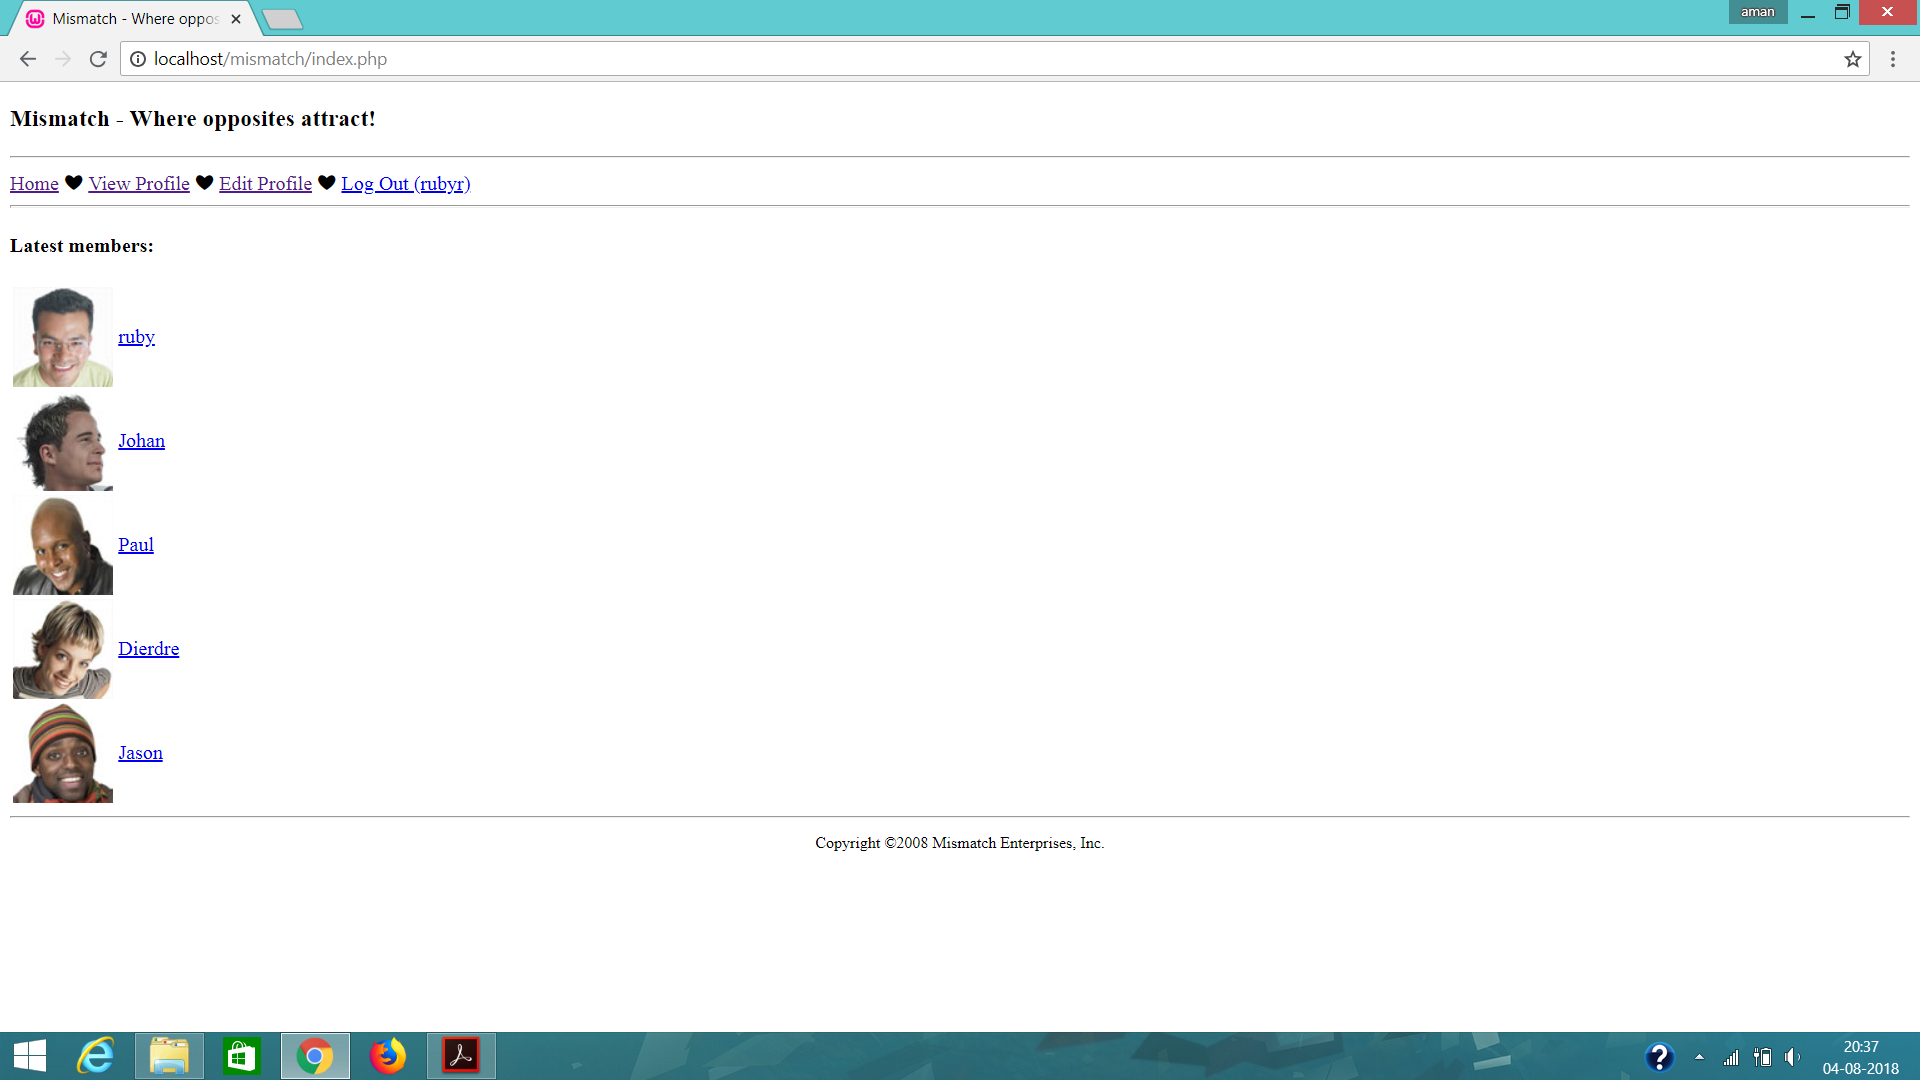 Mismatch - Where oppos
aman
localhost/mismatch/index.php
Mismatch - Where opposites attract!
Home ♥ View Profile ♥ Edit Profile ♥ Log Out (rubyr)
Latest members:
ruby
Johan
Paul
Dierdre
Jason
Copyright ©2008 Mismatch Enterprises, Inc.
20:37
04-08-2018